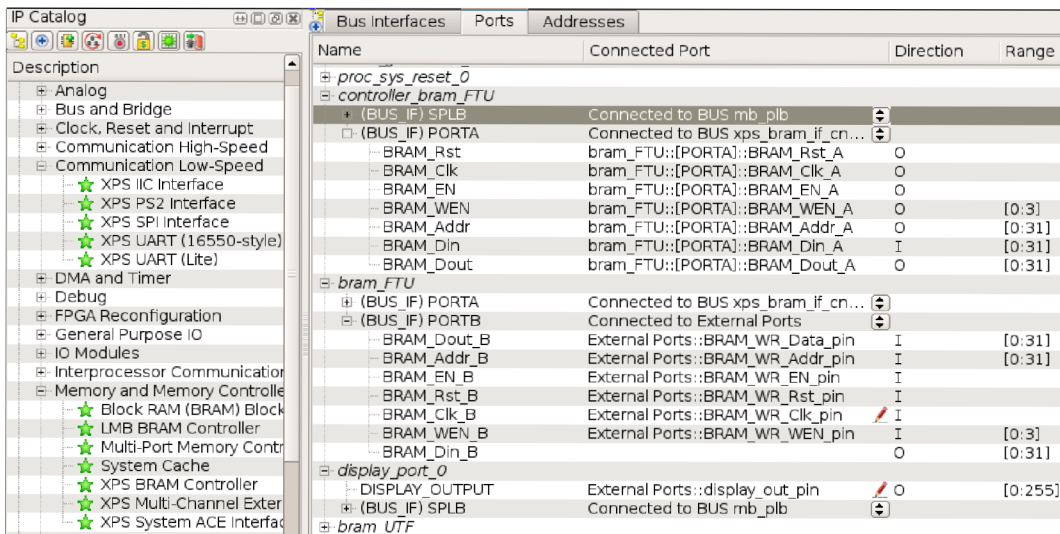 IP Catalog
Description
Analog
Bus and Bridge
Clock, Reset and Interrupt
Communication High-Speed
Communication Low-Speed
XPS IIC Interface
XPS PS2 Interface
XPS SPI Interface
XPS UART (16550-style)
XPS UART (Lite)
DMA and Timer
Debug
FPGA Reconfiguration
General Purpose IO
IO Modules
Interprocessor Communication
Memory and Memory Controlle
Block RAM (BRAM) Block
LMB BRAM Controller
Multi-Port Memory Contr
System Cache
XPS BRAM Controller
XPS Multi-Channel Exter
XPS System ACE Interfac
Bus Interfaces Ports Addresses
Name Connected Port Direction Range
proc_sys_reset_0
controller_bram_FTU
(BUS_IF) SPLB Connected to BUS mb_plb
(BUS_IF) PORTA Connected to BUS xps_bram_if_cn...
BRAM_Rst bram_FTU::[PORTA]::BRAM_Rst_A O
BRAM_Clk bram_FTU::[PORTA]::BRAM_Clk_A O
BRAM_EN bram_FTU::[PORTA]::BRAM_EN_A O
BRAM_WEN bram_FTU::[PORTA]::BRAM_WEN_A O [0:3]
BRAM_Addr bram_FTU::[PORTA]::BRAM_Addr_A O [0:31]
BRAM_Din bram_FTU::[PORTA]::BRAM_Din_A I [0:31]
BRAM_Dout bram_FTU::[PORTA]::BRAM_Dout_A O [0:31]
bram_FTU
(BUS_IF) PORTA Connected to BUS xps_bram_if_cn...
(BUS_IF) PORTB Connected to External Ports
BRAM_Dout_B External Ports::BRAM_WR_Data_pin I [0:31]
BRAM_Addr_B External Ports::BRAM_WR_Addr_pin I [0:31]
BRAM_EN_B External Ports::BRAM_WR_EN_pin I
BRAM_Rst_B External Ports::BRAM_WR_Rst_pin I
BRAM_Clk_B External Ports::BRAM_WR_Clk_pin I
BRAM_WEN_B External Ports::BRAM_WR_WEN_pin I [0:3]
BRAM_Din_B O [0:31]
display_port_0
DISPLAY_OUTPUT External Ports::display_out_pin O [0:255]
(BUS_IF) SPLB Connected to BUS mb_plb
bram_UTF